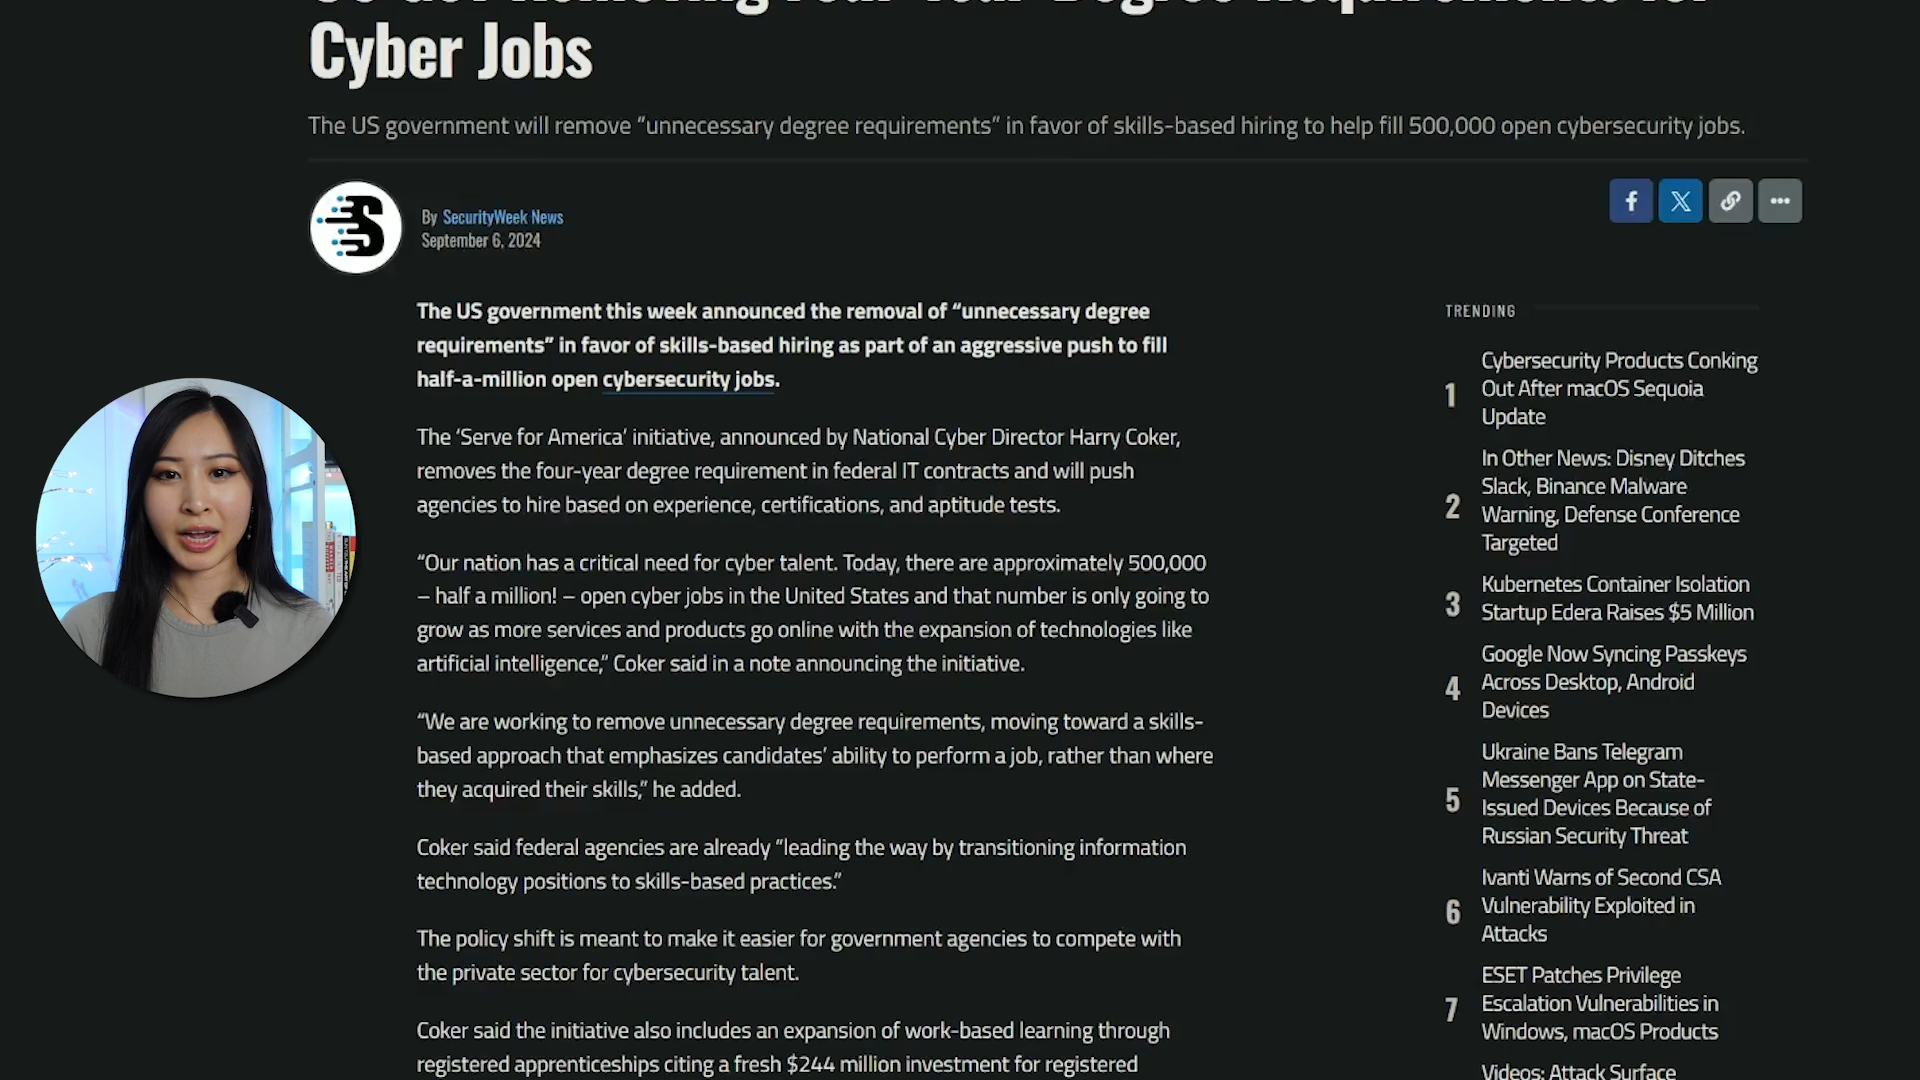 Cyber Jobs
The US government will remove “unnecessary degree requirements” in favor of skills-based hiring to help fill 500,000 open cybersecurity jobs.
By SecurityWeek News
September 6, 2024
The US government this week announced the removal of “unnecessary degree
requirements” in favor of skills-based hiring as part of an aggressive push to fill
half-a-million open cybersecurity jobs.
The ‘Serve for America’ initiative, announced by National Cyber Director Harry Coker,
removes the four-year degree requirement in federal IT contracts and will push
agencies to hire based on experience, certifications, and aptitude tests.
“Our nation has a critical need for cyber talent. Today, there are approximately 500,000
– half a million! – open cyber jobs in the United States and that number is only going to
grow as more services and products go online with the expansion of technologies like
artificial intelligence,” Coker said in a note announcing the initiative.
“We are working to remove unnecessary degree requirements, moving toward a skills-
based approach that emphasizes candidates’ ability to perform a job, rather than where
they acquired their skills,” he added.
Coker said federal agencies are already “leading the way by transitioning information
technology positions to skills-based practices.”
The policy shift is meant to make it easier for government agencies to compete with
the private sector for cybersecurity talent.
Coker said the initiative also includes an expansion of work-based learning through
registered apprenticeships citing a fresh $244 million investment for registered
TRENDING
1
Cybersecurity Products Conking
Out After macOS Sequoia
Update
2
In Other News: Disney Ditches
Slack, Binance Malware
Warning, Defense Conference
Targeted
3
Kubernetes Container Isolation
Startup Edera Raises $5 Million
4
Google Now Syncing Passkeys
Across Desktop, Android
Devices
5
Ukraine Bans Telegram
Messenger App on State-
Issued Devices Because of
Russian Security Threat
6
Ivanti Warns of Second CSA
Vulnerability Exploited in
Attacks
7
ESET Patches Privilege
Escalation Vulnerabilities in
Windows, macOS Products
Videos: Attack Surface